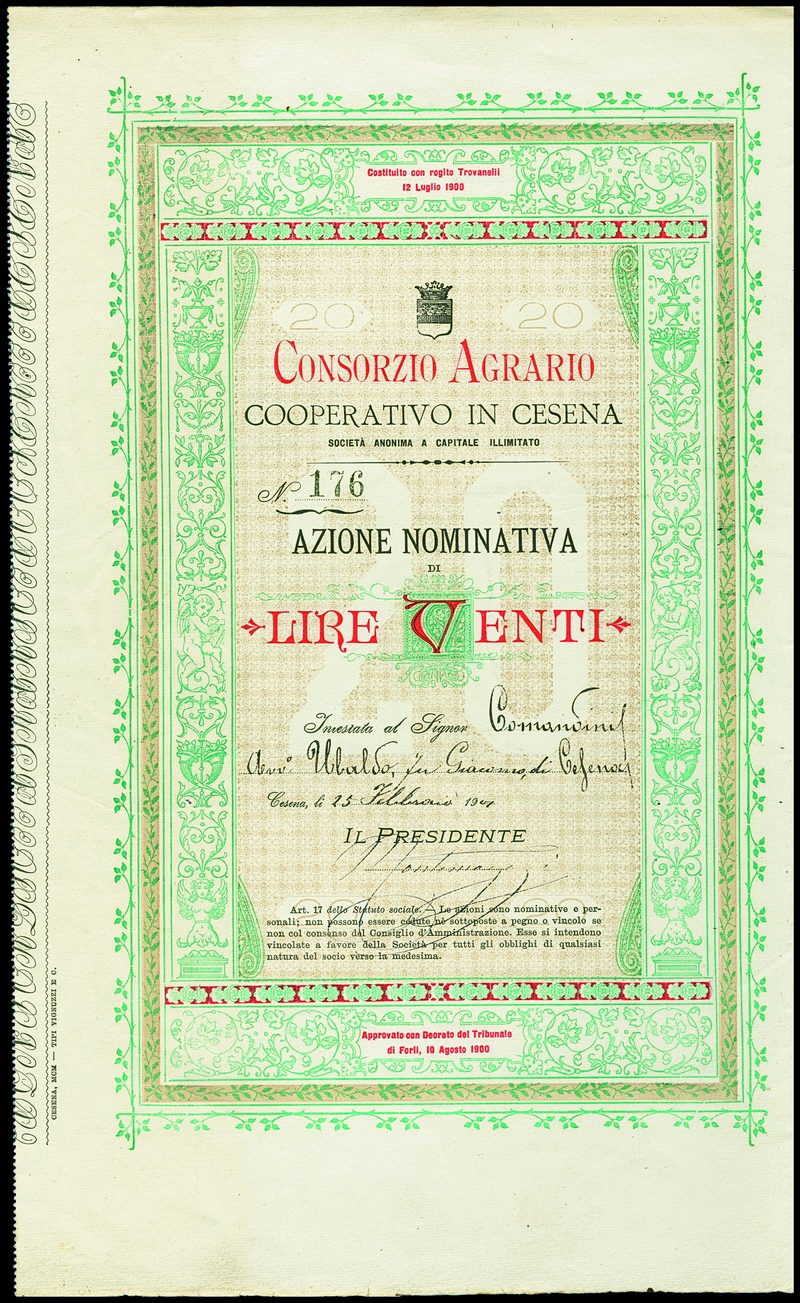 Costituito con rogito Trovanelli
12 Luglio 1900
20 20
CONSORZIO AGRARIO
COOPERATIVO IN CESENA
SOCIETÀ ANONIMA A CAPITALE ILLIMITATO
20
N. 176
AZIONE NOMINATIVA
DI
LIRE VENTI
Intestata al Signor Comandini
Avv.o Ubaldo, fu Giacomo, di Cesena
Cesena, li 25 Febbraio 1901
IL PRESIDENTE
Art. 17 dello Statuto sociale. — Le azioni sono nominative e per-
sonali; non possono essere cedute nè sottoposte a pegno o vincolo se
non col consenso del Consiglio d'Amministrazione. Esse si intendono
vincolate a favore della Società per tutti gli obblighi di qualsiasi
natura del socio verso la medesima.
Approvato con Decreto del Tribunale
di Forlì, 10 Agosto 1900
CESENA, MCM — TIPI VIGNUZZI E C.